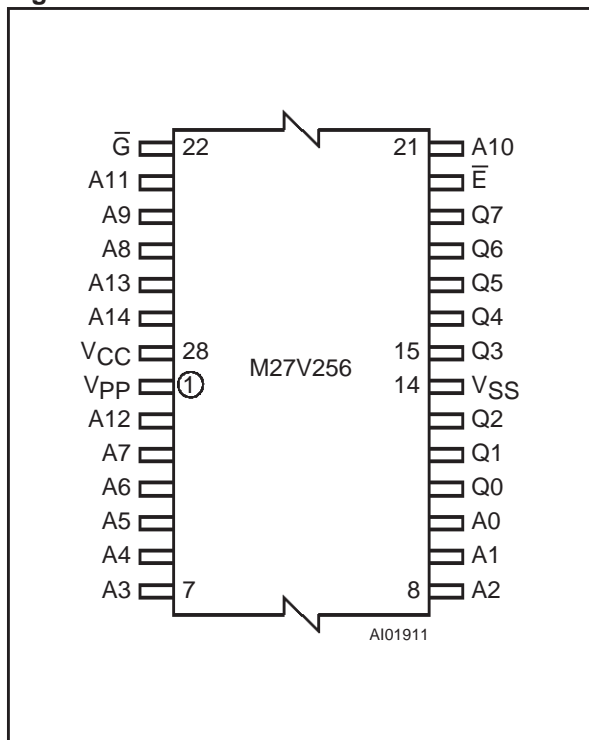 G̅ 22 21 A10
A11 E̅
A9 Q7
A8 Q6
A13 Q5
A14 Q4
VCC 28 15 Q3
M27V256
VPP 1 14 VSS
A12 Q2
A7 Q1
A6 Q0
A5 A0
A4 A1
A3 7 8 A2
AI01911